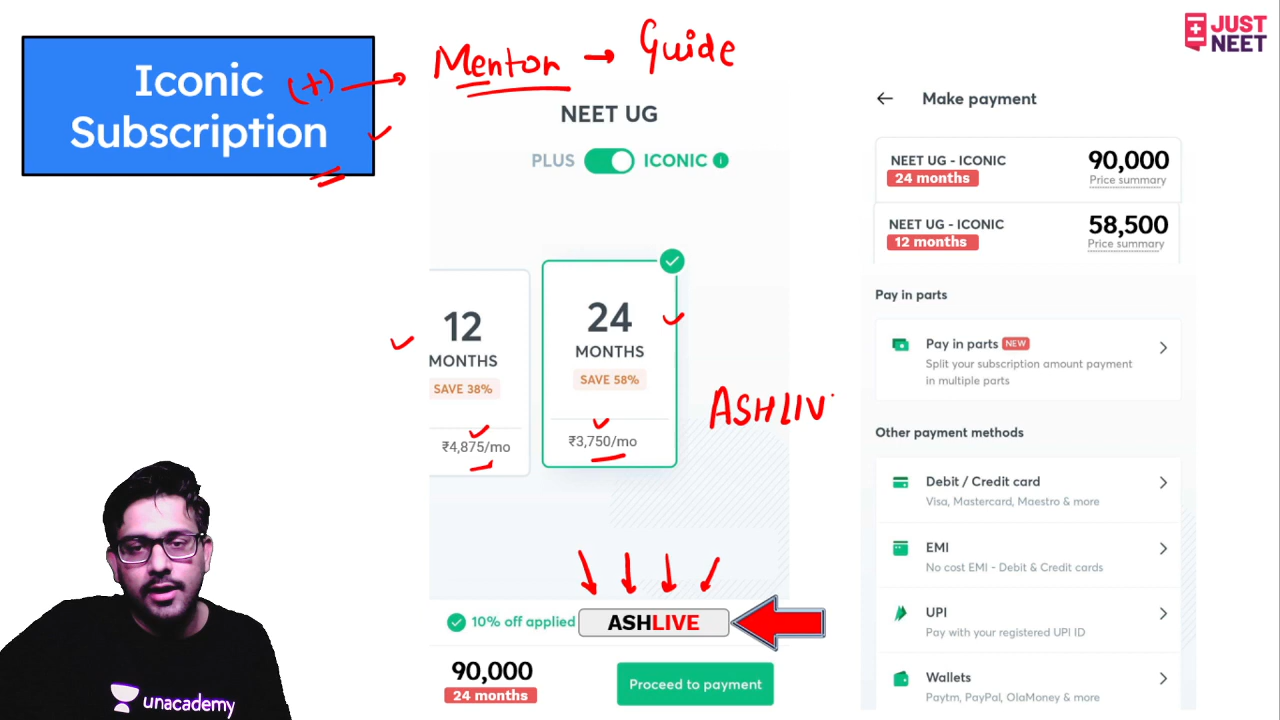 Iconic
Subscription
(+) → Mentor → Guide
JUST
NEET
NEET UG
PLUS ICONIC i
12
MONTHS
SAVE 38%
₹4,875/mo
24
MONTHS
SAVE 58%
₹3,750/mo
ASHLIV
10% off applied
ASHLIVE
90,000
24 months
Proceed to payment
Make payment
NEET UG - ICONIC
24 months
90,000
Price summary
NEET UG - ICONIC
12 months
58,500
Price summary
Pay in parts
Pay in parts NEW
Split your subscription amount payment
in multiple parts
Other payment methods
Debit / Credit card
Visa, Mastercard, Maestro & more
EMI
No cost EMI - Debit & Credit cards
UPI
Pay with your registered UPI ID
Wallets
Paytm, PayPal, OlaMoney & more
unacademy